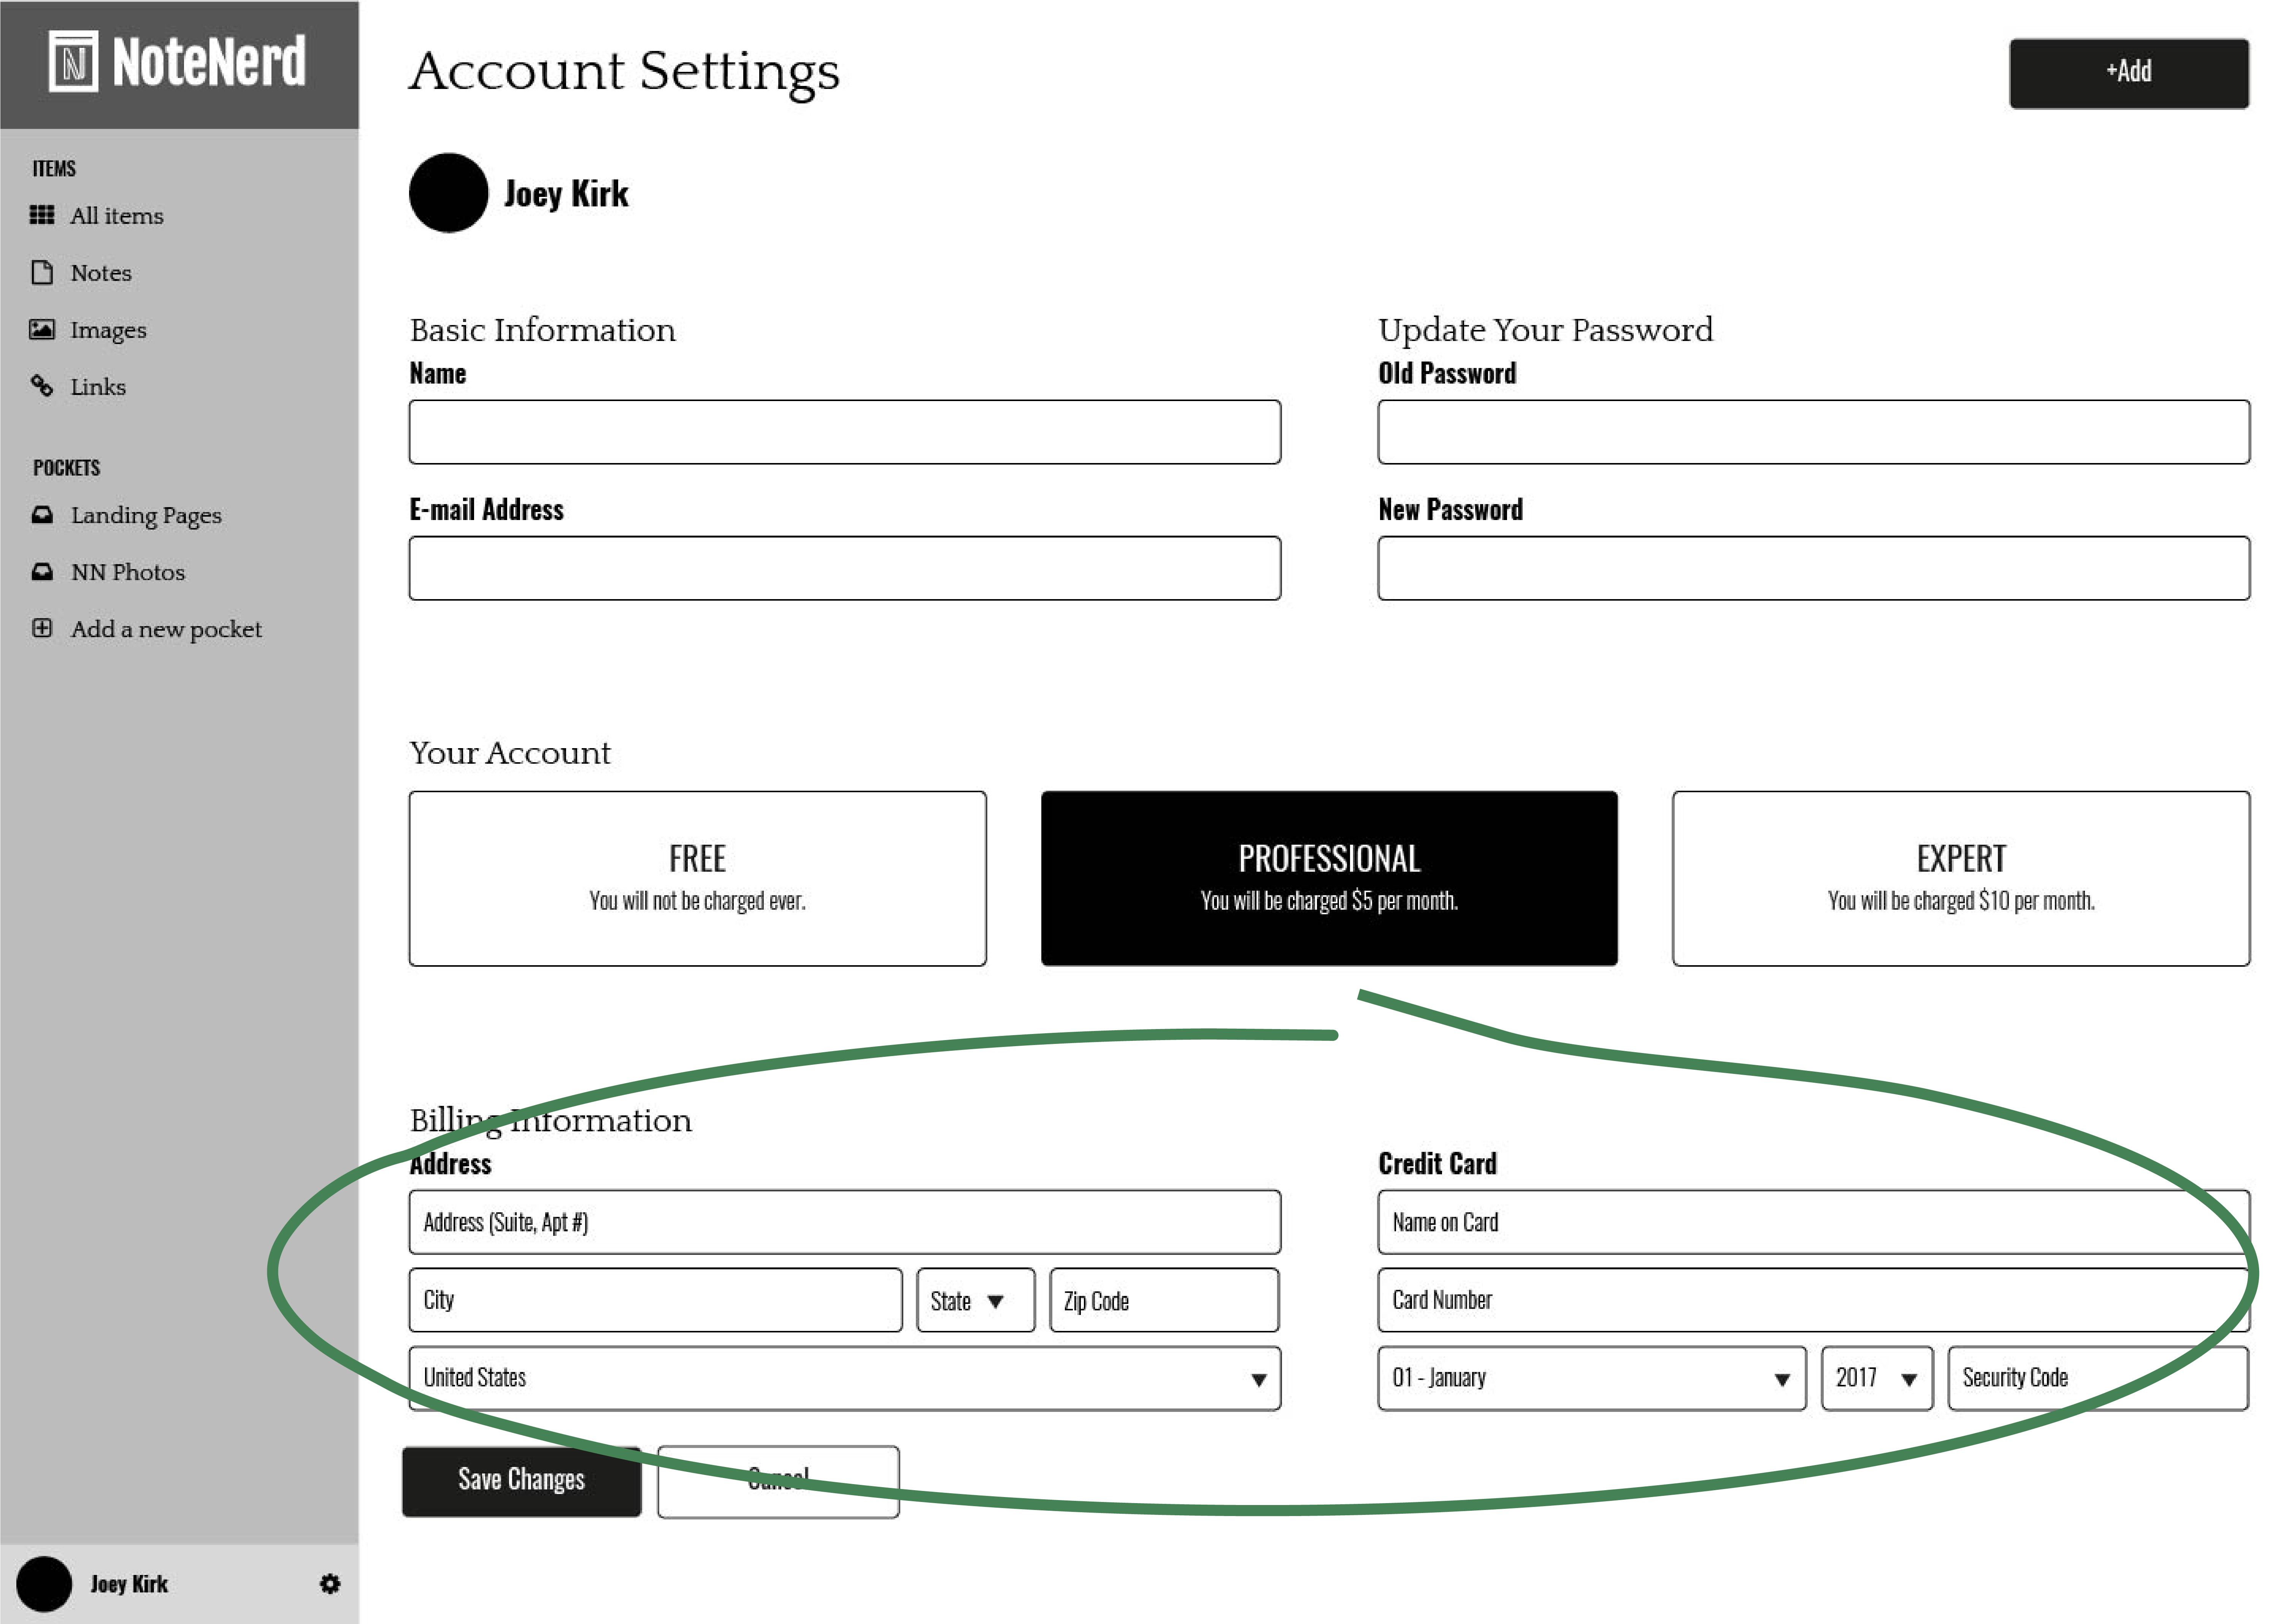 NoteNerd
ITEMS
All items
Notes
Images
Links
POCKETS
Landing Pages
NN Photos
Add a new pocket
Joey Kirk
Account Settings
+Add
Joey Kirk
Basic Information
Name
E-mail Address
Update Your Password
Old Password
New Password
Your Account
FREE
You will not be charged ever.
PROFESSIONAL
You will be charged $5 per month.
EXPERT
You will be charged $10 per month.
Billing Information
Address
Address (Suite, Apt #)
City
State
Zip Code
United States
Credit Card
Name on Card
Card Number
01 - January
2017
Security Code
Save Changes
Cancel